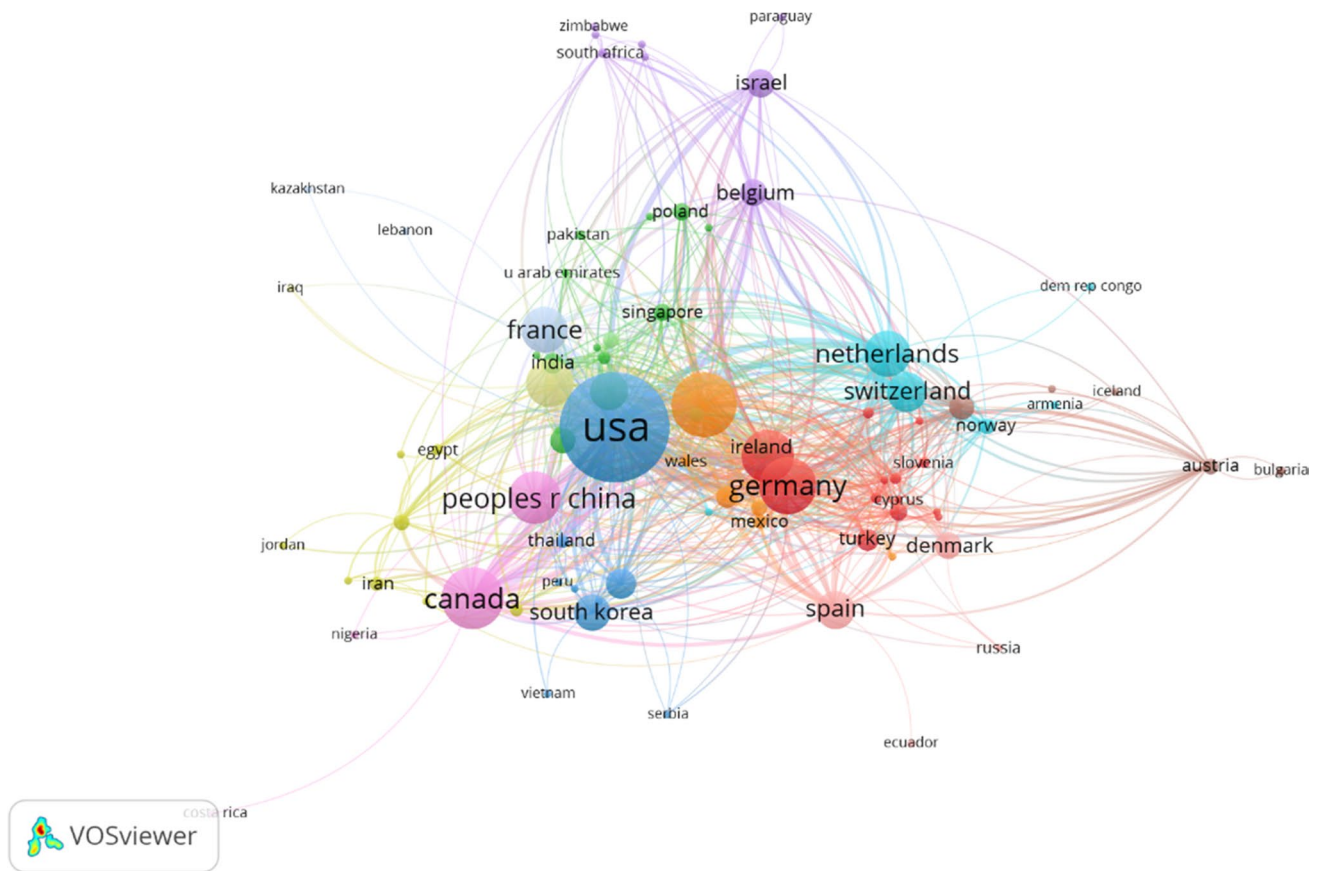 paraguay
zimbabwe
south africa
israel
kazakhstan
belgium
poland
lebanon
pakistan
u arab emirates
iraq
dem rep congo
singapore
france
netherlands
india
switzerland
iceland
armenia
usa
norway
ireland
egypt
wales
slovenia
austria
bulgaria
germany
peoples r china
cyprus
mexico
thailand
turkey
jordan
denmark
peru
iran
canada
south korea
spain
nigeria
russia
vietnam
serbia
ecuador
costa rica
VOSviewer